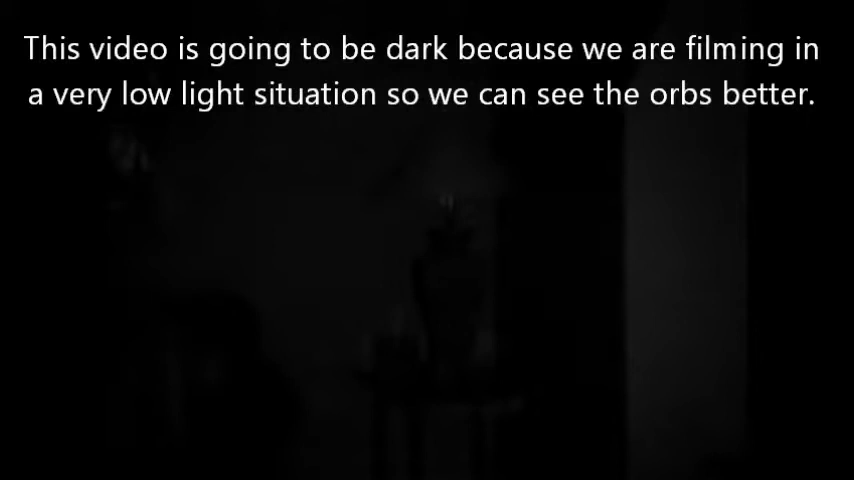 This video is going to be dark because we are filming in
a very low light situation so we can see the orbs better.